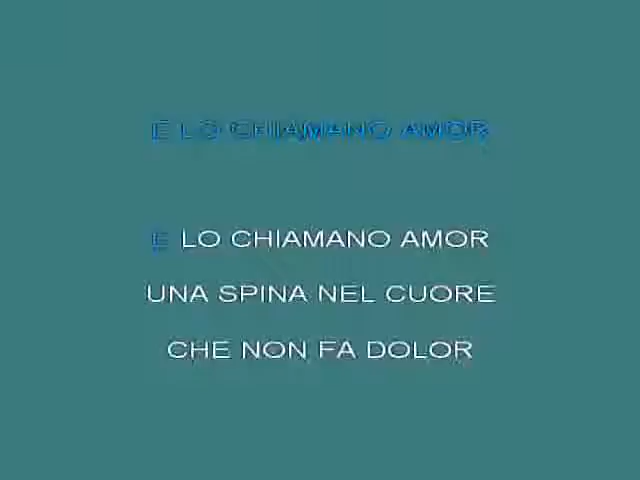 E LO CHIAMANO AMOR
E LO CHIAMANO AMOR
UNA SPINA NEL CUORE
CHE NON FA DOLOR